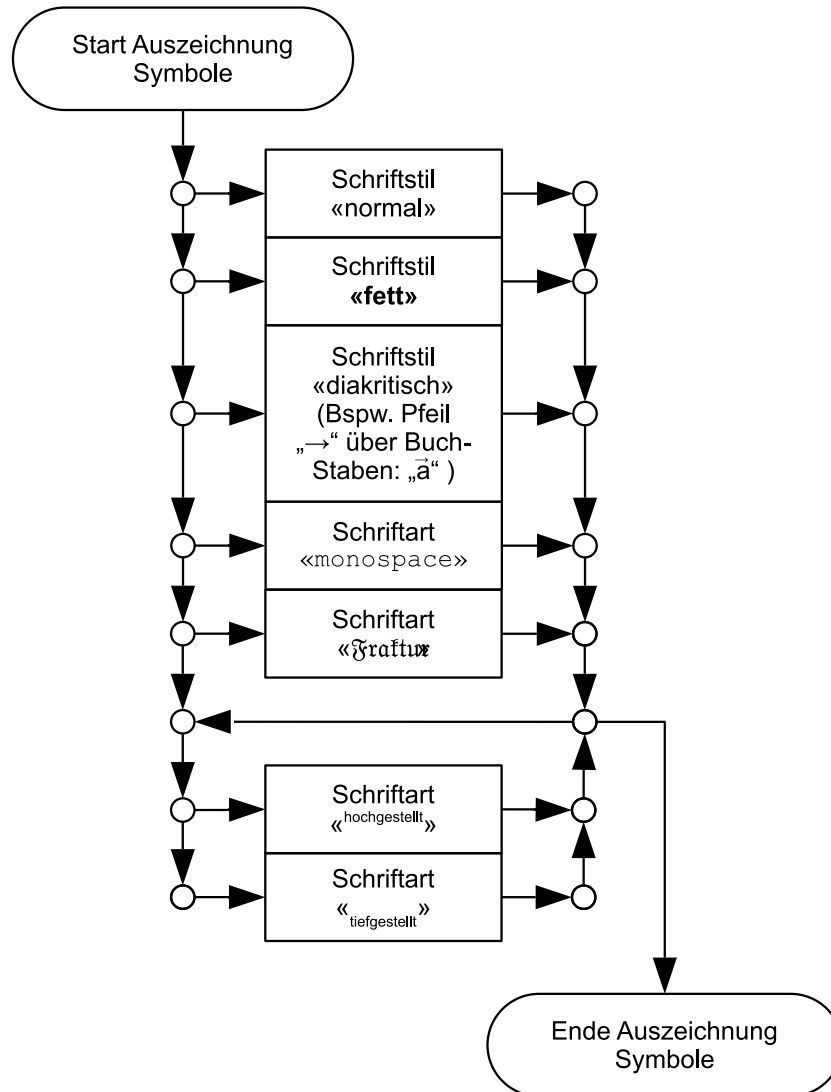 Start Auszeichnung
Symbole
Schriftstil
«normal»
Schriftstil
«fett»
Schriftstil
«diakritisch»
(Bspw. Pfeil
„→“ über Buch-
Staben: „a⃗“ )
Schriftart
«monospace»
Schriftart
«Fraktur»
Schriftart
«hochgestellt»
Schriftart
«tiefgestellt»
Ende Auszeichnung
Symbole